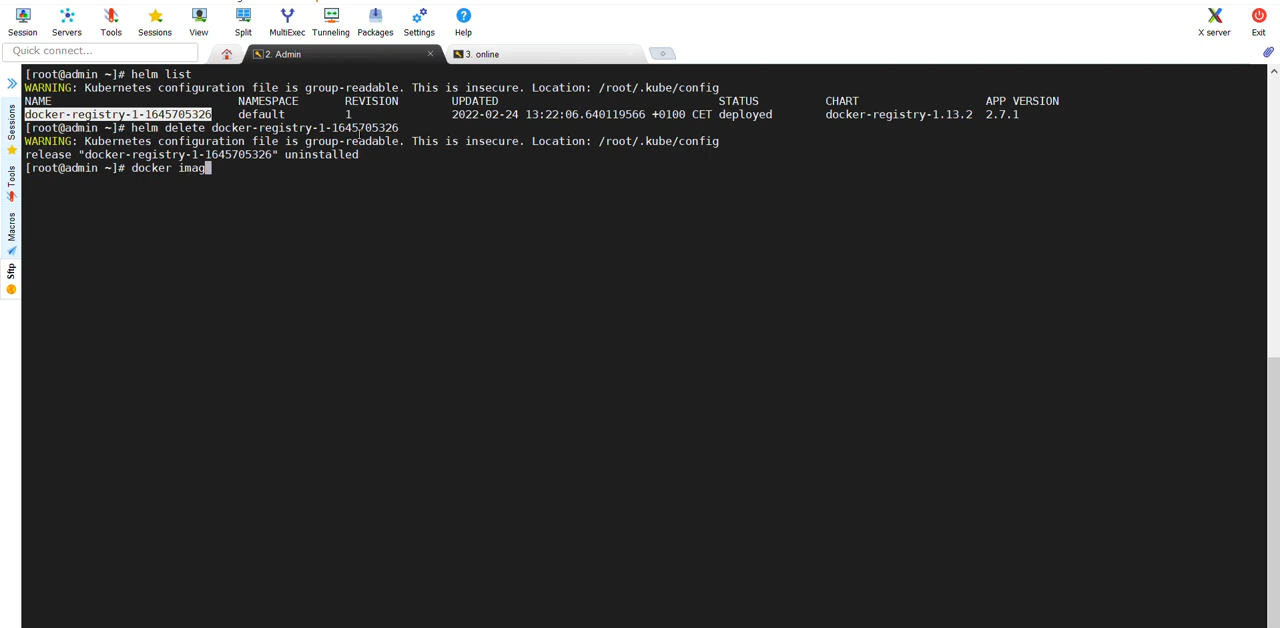 Session Servers Tools Sessions View Split MultiExec Tunneling Packages Settings Help X server Exit
Quick connect... 2. Admin 3. online
[root@admin ~]# helm list
WARNING: Kubernetes configuration file is group-readable. This is insecure. Location: /root/.kube/config
NAME NAMESPACE REVISION UPDATED STATUS CHART APP VERSION
docker-registry-1-1645705326 default 1 2022-02-24 13:22:06.640119566 +0100 CET deployed docker-registry-1.13.2 2.7.1
[root@admin ~]# helm delete docker-registry-1-1645705326
WARNING: Kubernetes configuration file is group-readable. This is insecure. Location: /root/.kube/config
release "docker-registry-1-1645705326" uninstalled
[root@admin ~]# docker imag
Sessions
Tools
Macros
Sftp